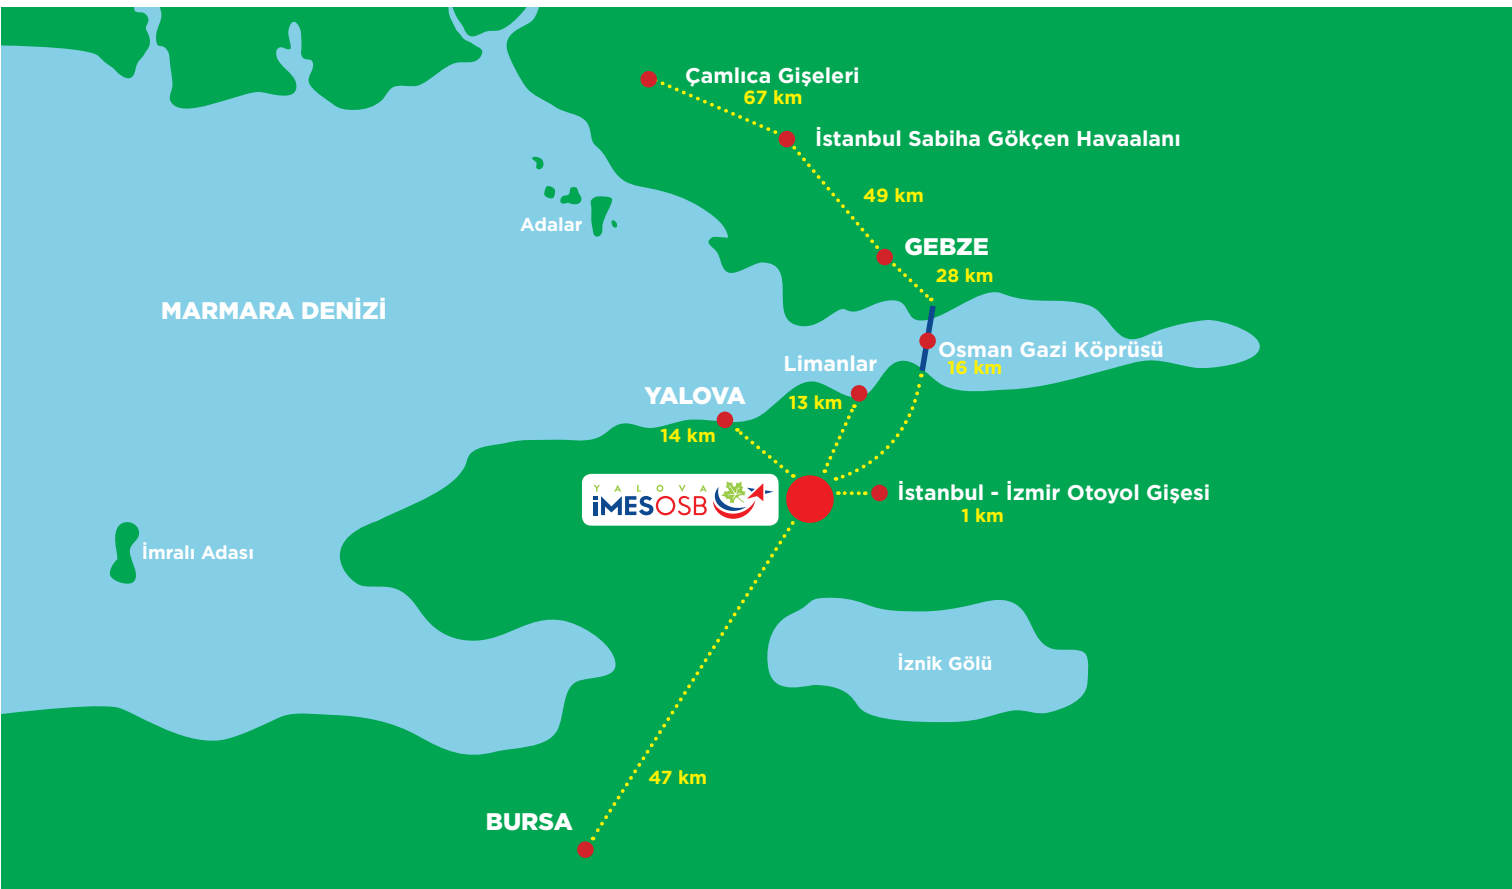 Çamlıca Gişeleri
67 km
İstanbul Sabiha Gökçen Havaalanı
49 km
Adalar
GEBZE
28 km
MARMARA DENİZİ
Osman Gazi Köprüsü
16 km
Limanlar
YALOVA
13 km
14 km
YALOVA
iMESOSB
İstanbul - İzmir Otoyol Gişesi
1 km
İmralı Adası
İznik Gölü
47 km
BURSA